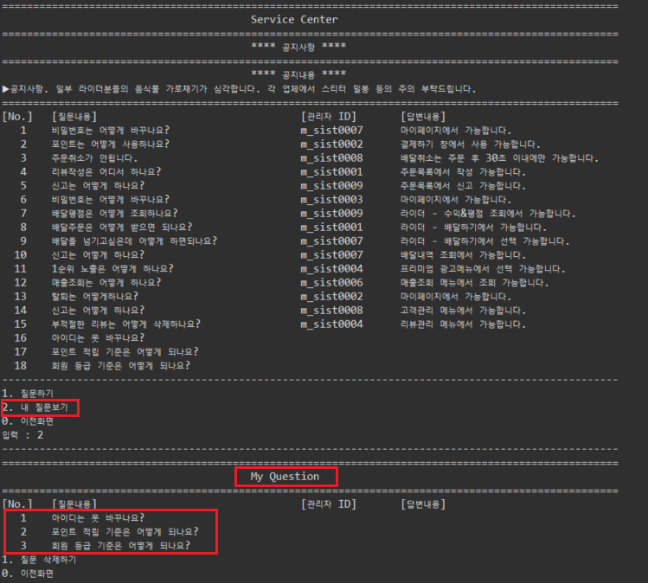 Service Center
**** 공지사항 ****
**** 공지내용 ****
▶공지사항. 일부 라이더분들의 음식물 가로채기가 심각합니다. 각 업체에서 스티터 밀봉 등의 주의 부탁드립니다.
[No.] [질문내용] [관리자 ID] [답변내용]
1 비밀번호는 어떻게 바꾸나요? m_sist0007 마이페이지에서 가능합니다.
2 포인트는 어떻게 사용하나요? m_sist0002 결제하기 창에서 사용 가능합니다.
3 주문취소가 안됩니다. m_sist0008 배달취소는 주문 후 30초 이내에만 가능합니다.
4 리뷰작성은 어디서 하나요? m_sist0001 주문목록에서 작성 가능합니다.
5 신고는 어떻게 하나요? m_sist0009 주문목록에서 신고 가능합니다.
6 비밀번호는 어떻게 바꾸나요? m_sist0003 마이페이지에서 가능합니다.
7 배달평점은 어떻게 조회하나요? m_sist0009 라이더 - 수익&평점 조회에서 가능합니다.
8 배달주문은 어떻게 받으면 되나요? m_sist0001 라이더 - 배달하기에서 가능합니다.
9 배달을 넘기고싶은데 어떻게 하면되나요? m_sist0007 라이더 - 배달하기에서 선택 가능합니다.
10 신고는 어떻게 하나요? m_sist0007 배달내역 조회에서 가능합니다.
11 1순위 노출은 어떻게 하나요? m_sist0004 프리미엄 광고메뉴에서 선택 가능합니다.
12 매출조회는 어떻게 하나요? m_sist0006 매출조회 메뉴에서 조회 가능합니다.
13 탈퇴는 어떻게하나요? m_sist0002 마이페이지에서 가능합니다.
14 신고는 어떻게 하나요? m_sist0008 고객관리 메뉴에서 가능합니다.
15 부적절한 리뷰는 어떻게 삭제하나요? m_sist0004 리뷰관리 메뉴에서 가능합니다.
16 아이디는 못 바꾸나요?
17 포인트 적립 기준은 어떻게 되나요?
18 회원 등급 기준은 어떻게 되나요?
1. 질문하기
2. 내 질문보기
0. 이전화면
입력 : 2
My Question
[No.] [질문내용] [관리자 ID] [답변내용]
1 아이디는 못 바꾸나요?
2 포인트 적립 기준은 어떻게 되나요?
3 회원 등급 기준은 어떻게 되나요?
1. 질문 삭제하기
0. 이전화면